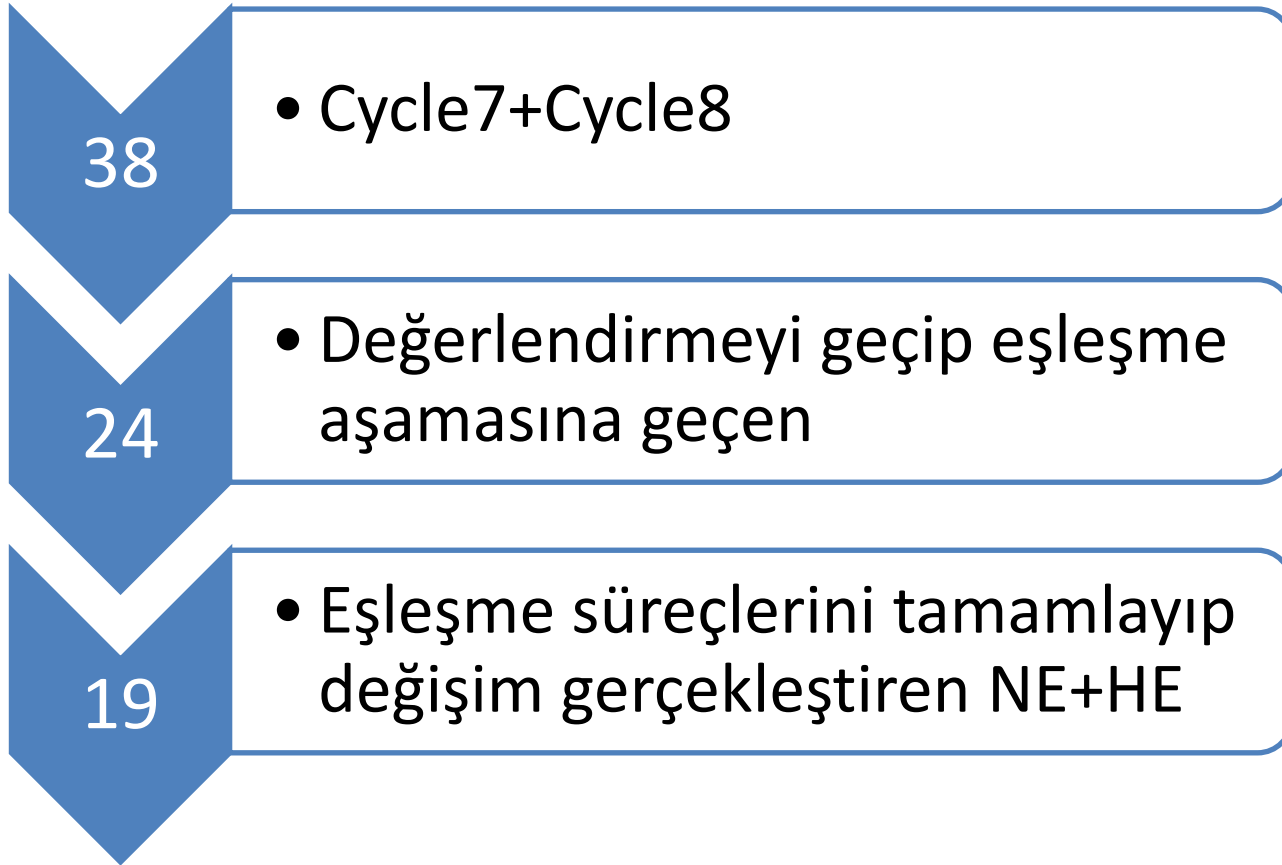 38
• Cycle7+Cycle8
24
• Değerlendirmeyi geçip eşleşme
aşamasına geçen
19
• Eşleşme süreçlerini tamamlayıp
değişim gerçekleştiren NE+HE